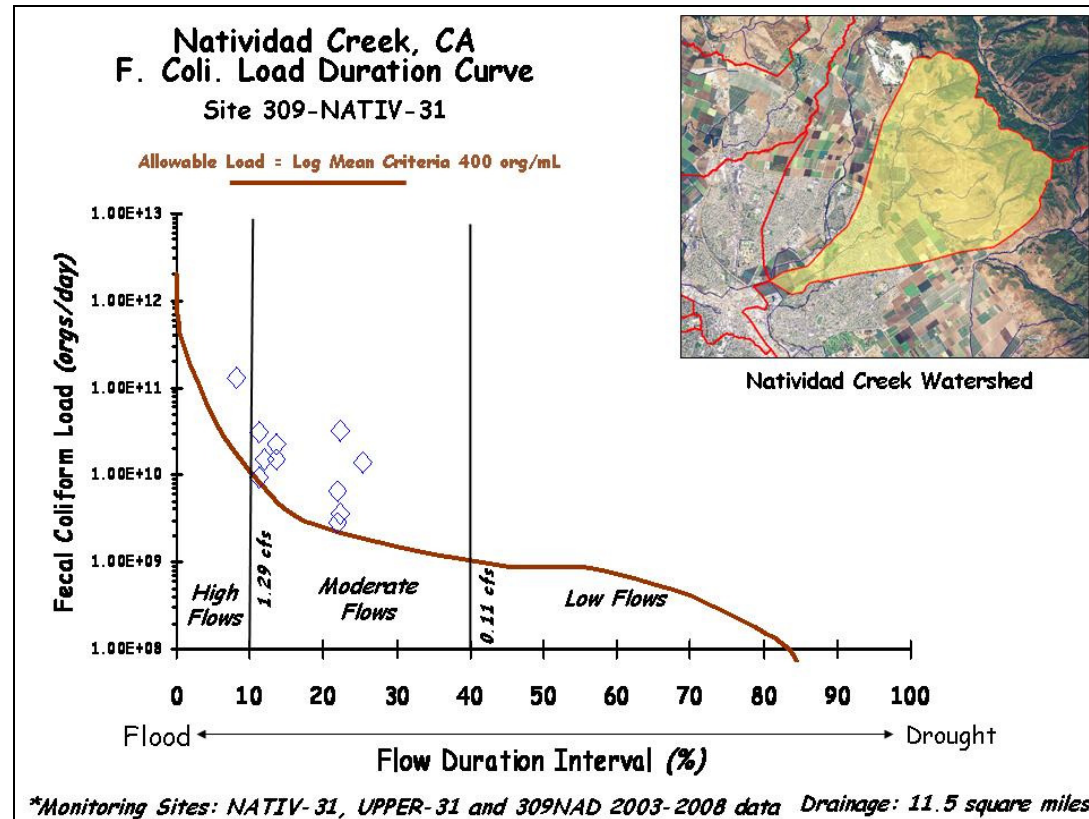 Natividad Creek, CA
F. Coli. Load Duration Curve
Site 309-NATIV-31
Allowable Load = Log Mean Criteria 400 org/mL
Natividad Creek Watershed
Fecal Coliform Load (orgs/day)
1.00E+13
1.00E+12
1.00E+11
1.00E+10
1.00E+09
1.00E+08
High
Flows
1.29 cfs
Moderate
Flows
0.11 cfs
Low Flows
0 10 20 30 40 50 60 70 80 90 100
Flood
Drought
Flow Duration Interval (%)
*Monitoring Sites: NATIV-31, UPPER-31 and 309NAD 2003-2008 data Drainage: 11.5 square miles